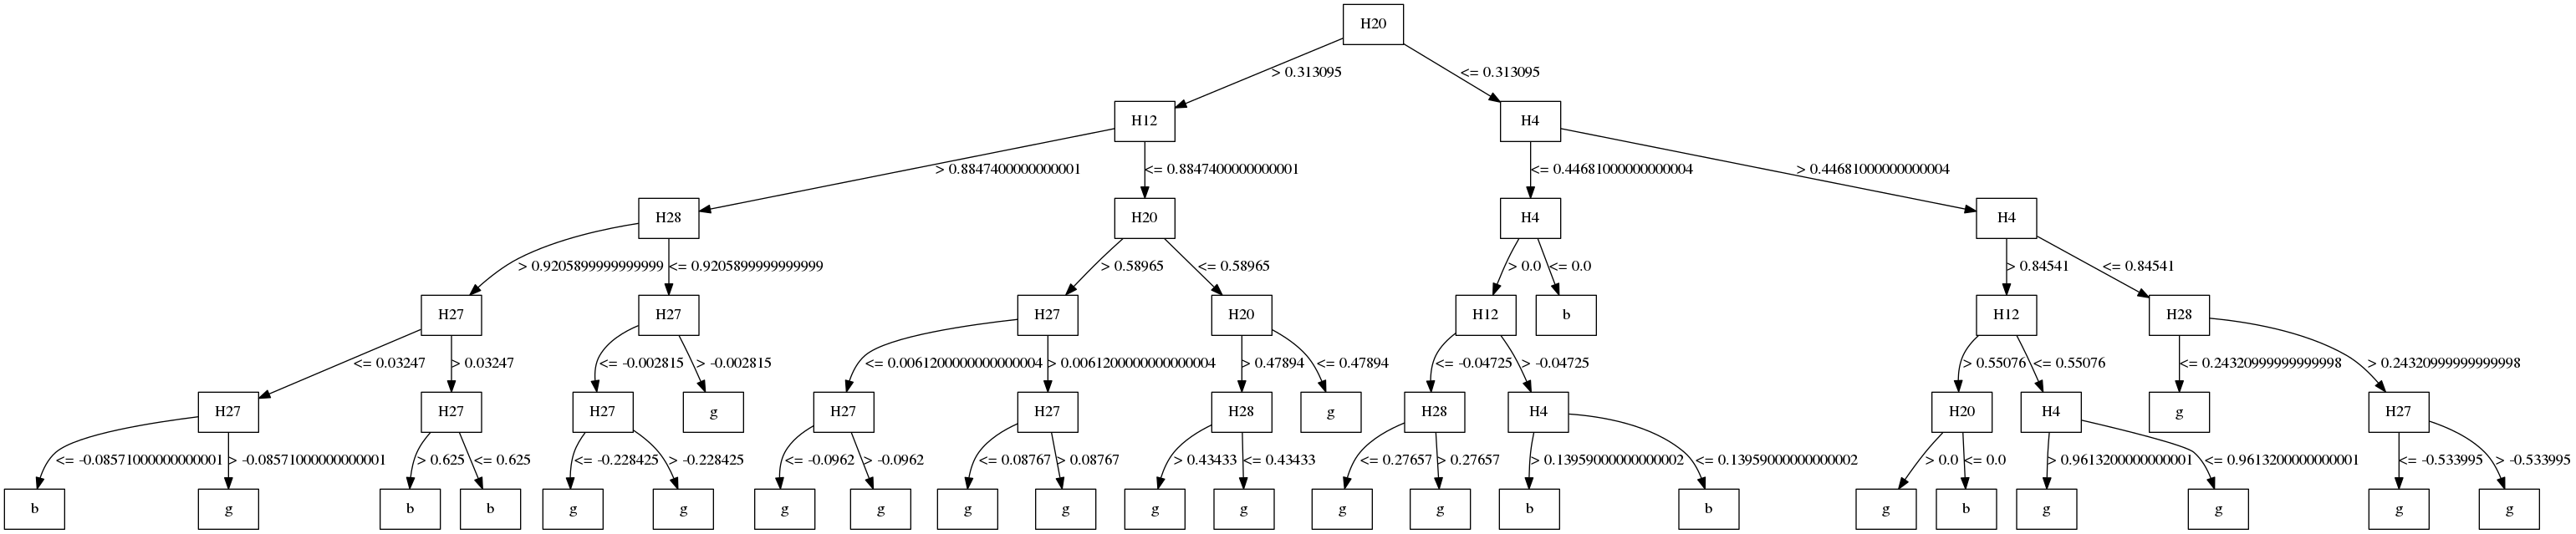 H20
> 0.313095 <= 0.313095
H12 H4
> 0.8847400000000001 <= 0.8847400000000001 <= 0.44681000000000004 > 0.44681000000000004
H28 H20 H4 H4
> 0.9205899999999999 <= 0.9205899999999999 > 0.58965 <= 0.58965 > 0.0 <= 0.0 > 0.84541 <= 0.84541
H27 H27 H27 H20 H12 b H12 H28
<= 0.03247 > 0.03247 <= -0.002815 > -0.002815 <= 0.0061200000000000004 > 0.0061200000000000004 > 0.47894 <= 0.47894 <= -0.04725 > -0.04725 > 0.55076 <= 0.55076 <= 0.24320999999999998 > 0.24320999999999998
H27 H27 H27 g H27 H27 H28 g H28 H4 H20 H4 g H27
<= -0.08571000000000001 > -0.08571000000000001 > 0.625 <= 0.625 <= -0.228425 > -0.228425 <= -0.0962 > -0.0962 <= 0.08767 > 0.08767 > 0.43433 <= 0.43433 <= 0.27657 > 0.27657 > 0.13959000000000002 <= 0.13959000000000002 > 0.0 <= 0.0 > 0.9613200000000001 <= 0.9613200000000001 <= -0.533995 > -0.533995
b g b b g g g g g g g g g g b b g b g g g g